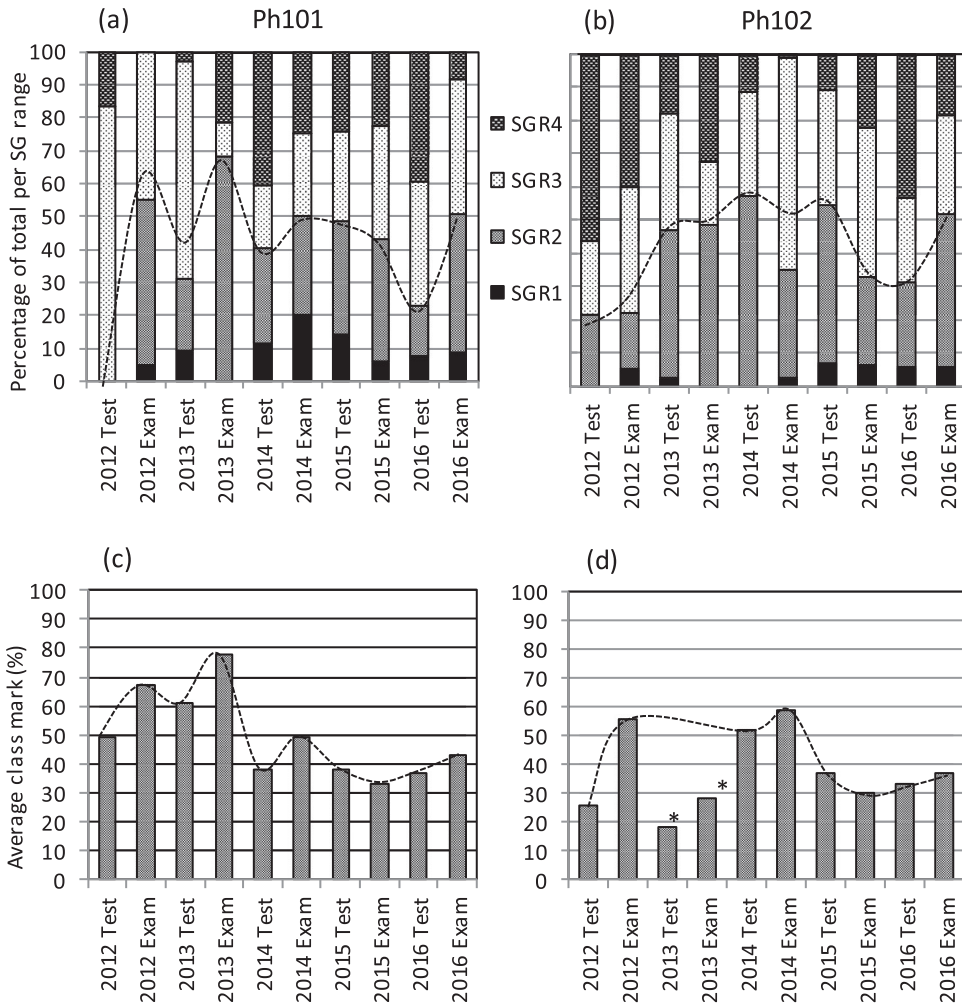 (a) Ph101
(b) Ph102
Percentage of total per SG range
100
90
80
70
60
50
40
30
20
10
0
SGR4
SGR3
SGR2
SGR1
2012 Test
2012 Exam
2013 Test
2013 Exam
2014 Test
2014 Exam
2015 Test
2015 Exam
2016 Test
2016 Exam
2012 Test
2012 Exam
2013 Test
2013 Exam
2014 Test
2014 Exam
2015 Test
2015 Exam
2016 Test
2016 Exam
(c)
(d)
Average class mark (%)
100
90
80
70
60
50
40
30
20
10
0
100
90
80
70
60
50
40
30
20
10
0
*
*
2012 Test
2012 Exam
2013 Test
2013 Exam
2014 Test
2014 Exam
2015 Test
2015 Exam
2016 Test
2016 Exam
2012 Test
2012 Exam
2013 Test
2013 Exam
2014 Test
2014 Exam
2015 Test
2015 Exam
2016 Test
2016 Exam